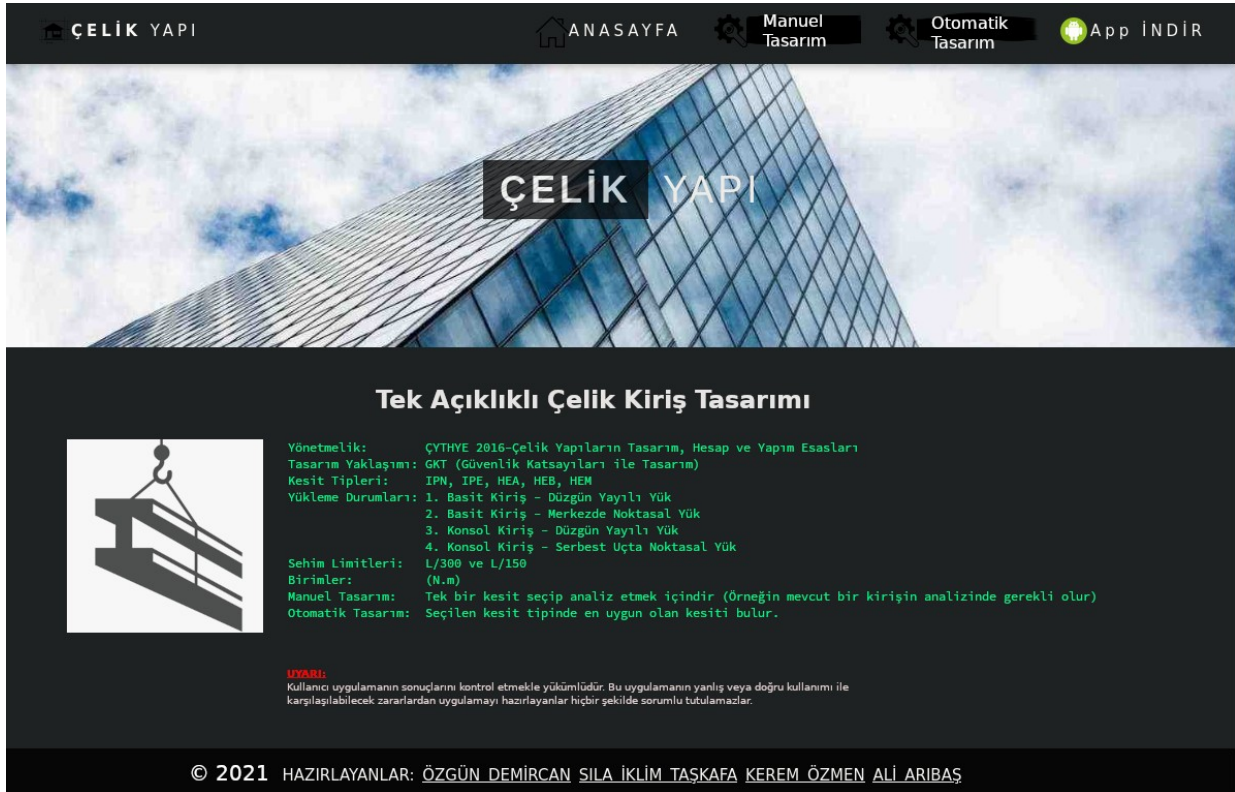 ÇELİK YAPI
ANASAYFA
Manuel
Tasarım
Otomatik
Tasarım
App İNDİR
ÇELİK YAPI
Tek Açıklıklı Çelik Kiriş Tasarımı
Yönetmelik: ÇYTHYE 2016-Çelik Yapıların Tasarım, Hesap ve Yapım Esasları
Tasarım Yaklaşımı: GKT (Güvenlik Katsayıları ile Tasarım)
Kesit Tipleri: IPN, IPE, HEA, HEB, HEM
Yükleme Durumları: 1. Basit Kiriş - Düzgün Yayılı Yük
2. Basit Kiriş - Merkezde Noktasal Yük
3. Konsol Kiriş - Düzgün Yayılı Yük
4. Konsol Kiriş - Serbest Uçta Noktasal Yük
Sehim Limitleri: L/300 ve L/150
Birimler: (N.m)
Manuel Tasarım: Tek bir kesit seçip analiz etmek içindir (Örneğin mevcut bir kirişin analizinde gerekli olur)
Otomatik Tasarım: Seçilen kesit tipinde en uygun olan kesiti bulur.
UYARI:
Kullanıcı uygulamanın sonuçlarını kontrol etmekle yükümlüdür. Bu uygulamanın yanlış veya doğru kullanımı ile
karşılaşılabilecek zararlardan uygulamayı hazırlayanlar hiçbir şekilde sorumlu tutulamazlar.
© 2021 HAZIRLAYANLAR: ÖZGÜN DEMİRCAN SILA İKLİM TAŞKAFA KEREM ÖZMEN ALİ ARIBAŞ